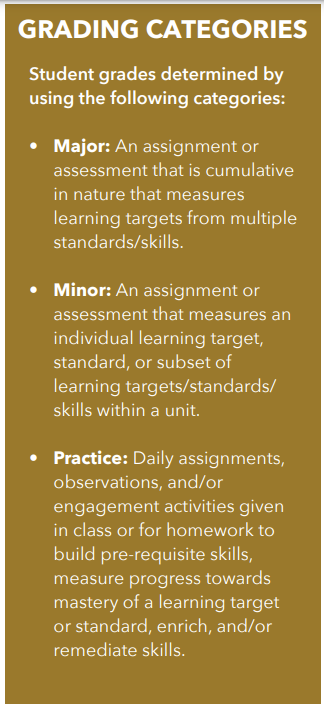 GRADING CATEGORIES
Student grades determined by
using the following categories:
• Major: An assignment or
assessment that is cumulative
in nature that measures
learning targets from multiple
standards/skills.
• Minor: An assignment or
assessment that measures an
individual learning target,
standard, or subset of
learning targets/standards/
skills within a unit.
• Practice: Daily assignments,
observations, and/or
engagement activities given
in class or for homework to
build pre-requisite skills,
measure progress towards
mastery of a learning target
or standard, enrich, and/or
remediate skills.